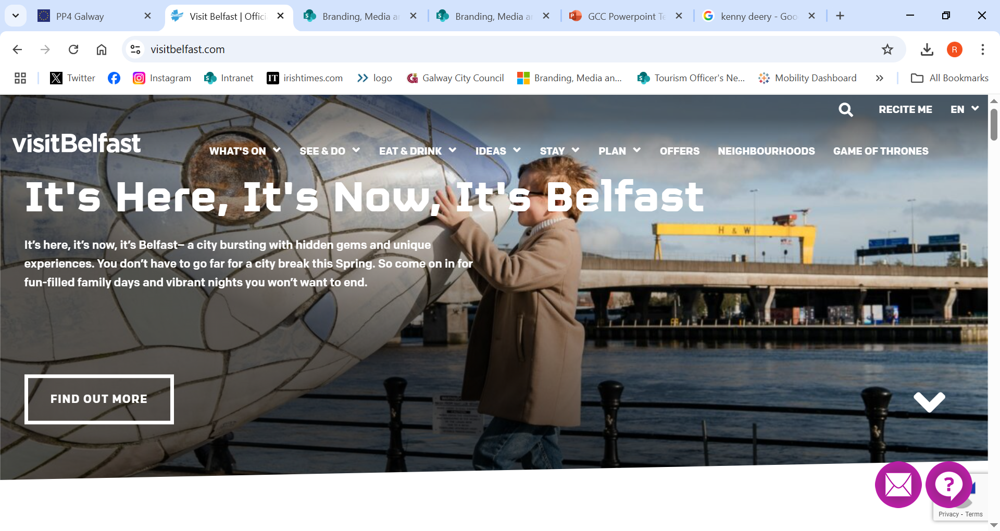 PP4 Galway
Visit Belfast | Offici
Branding, Media a
Branding, Media a
GCC Powerpoint Te
kenny deery - Goo
visitbelfast.com
R
Twitter
Instagram
Intranet
IT irishtimes.com
logo
Galway City Council
Branding, Media an...
Tourism Officer's Ne...
Mobility Dashboard
All Bookmarks
RECITE ME
EN
visitBelfast
WHAT'S ON
SEE & DO
EAT & DRINK
IDEAS
STAY
PLAN
OFFERS
NEIGHBOURHOODS
GAME OF THRONES
It's Here, It's Now, It's Belfast
H & W
It’s here, it’s now, it’s Belfast– a city bursting with hidden gems and unique
experiences. You don’t have to go far for a city break this Spring. So come on in for
fun-filled family days and vibrant nights you won’t want to end.
FIND OUT MORE
Privacy - Terms